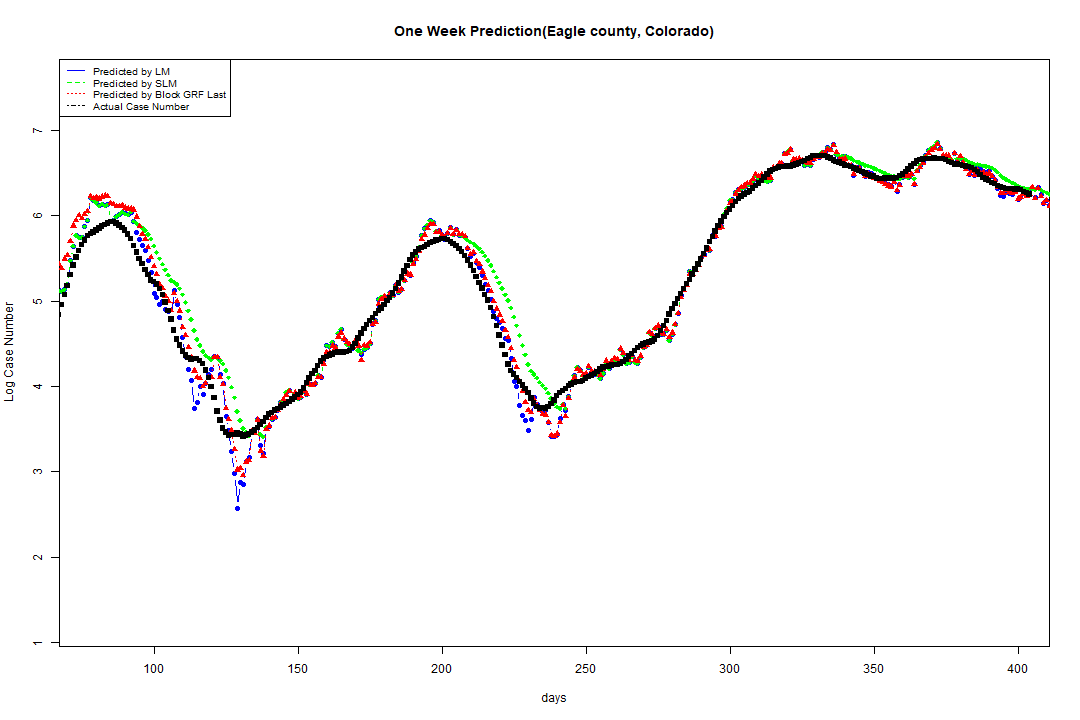 One Week Prediction(Eagle county, Colorado)
Predicted by LM
Predicted by SLM
Predicted by Block GRF Last
Actual Case Number
7
6
5
4
3
2
1
Log Case Number
100 150 200 250 300 350 400
days